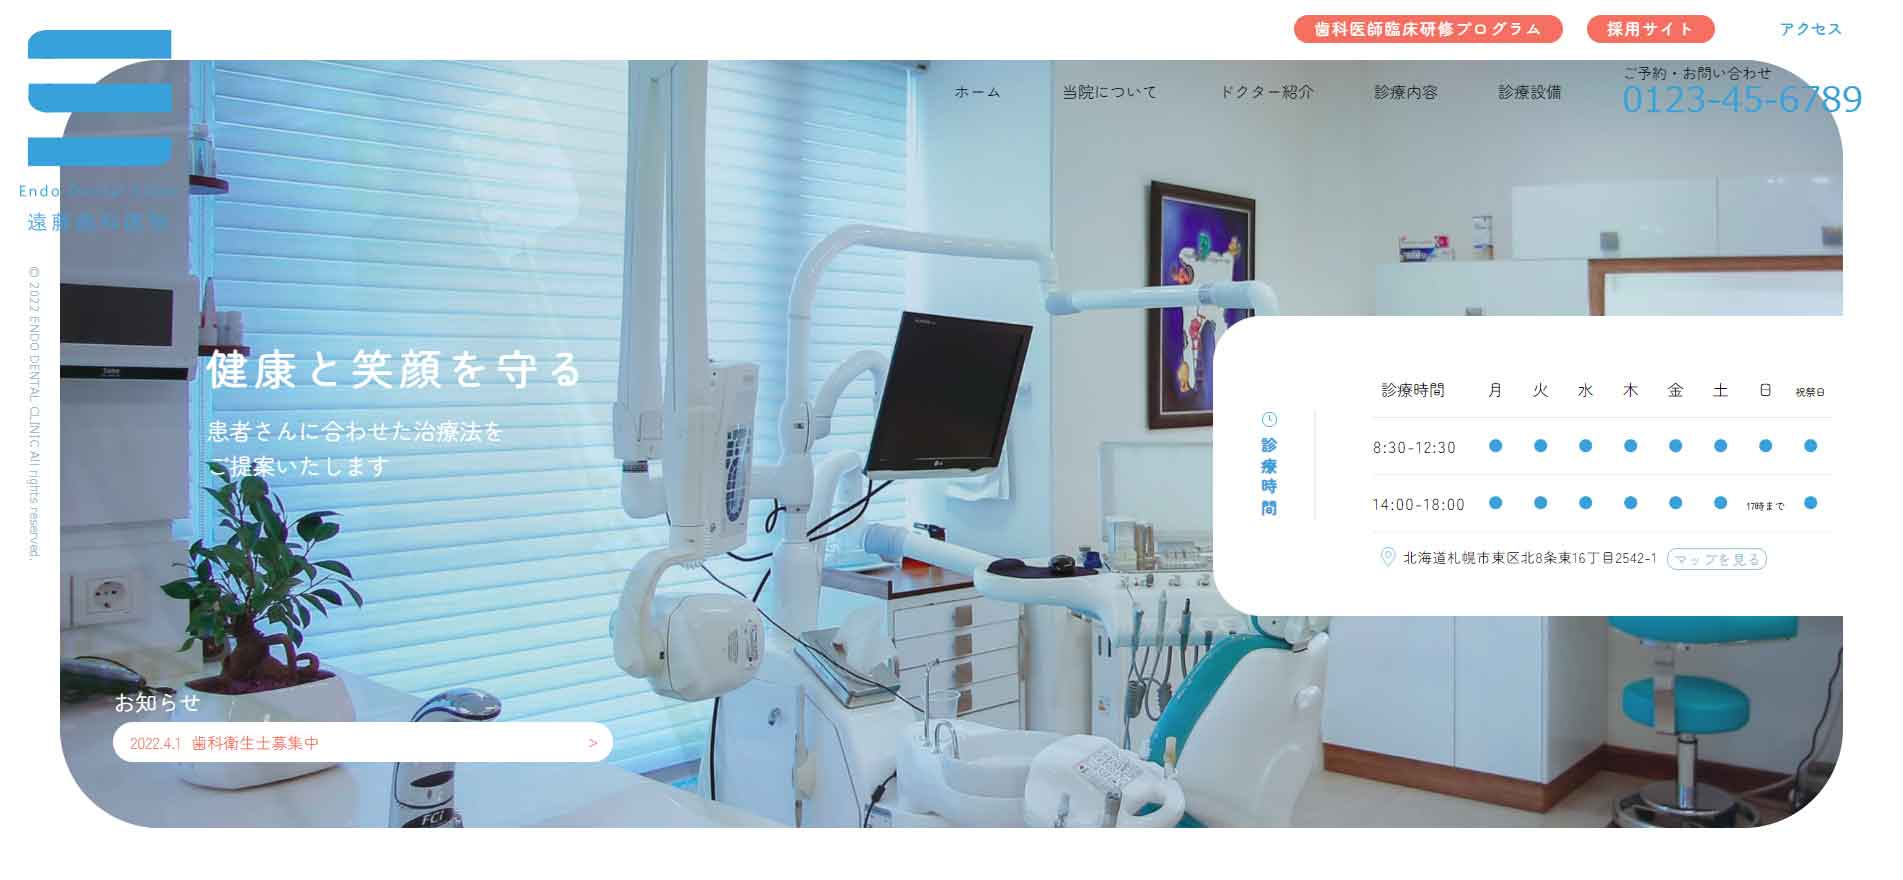 歯科医師臨床研修プログラム
採用サイト
アクセス
ホーム
当院について
ドクター紹介
診療内容
診療設備
ご予約・お問い合わせ
0123-45-6789
Endo Dental Clinic
遠藤歯科医院
© 2022 ENDO DENTAL CLINIC All rights reserved.
健康と笑顔を守る
患者さんに合わせた治療法を
ご提案いたします
診療時間
診療時間 月 火 水 木 金 土 日 祝祭日
8:30-12:30 ● ● ● ● ● ● ● ●
14:00-18:00 ● ● ● ● ● ● 17時まで ●
北海道札幌市東区北8条東16丁目2542-1 マップを見る
お知らせ
2022.4.1 歯科衛生士募集中 >
FCi